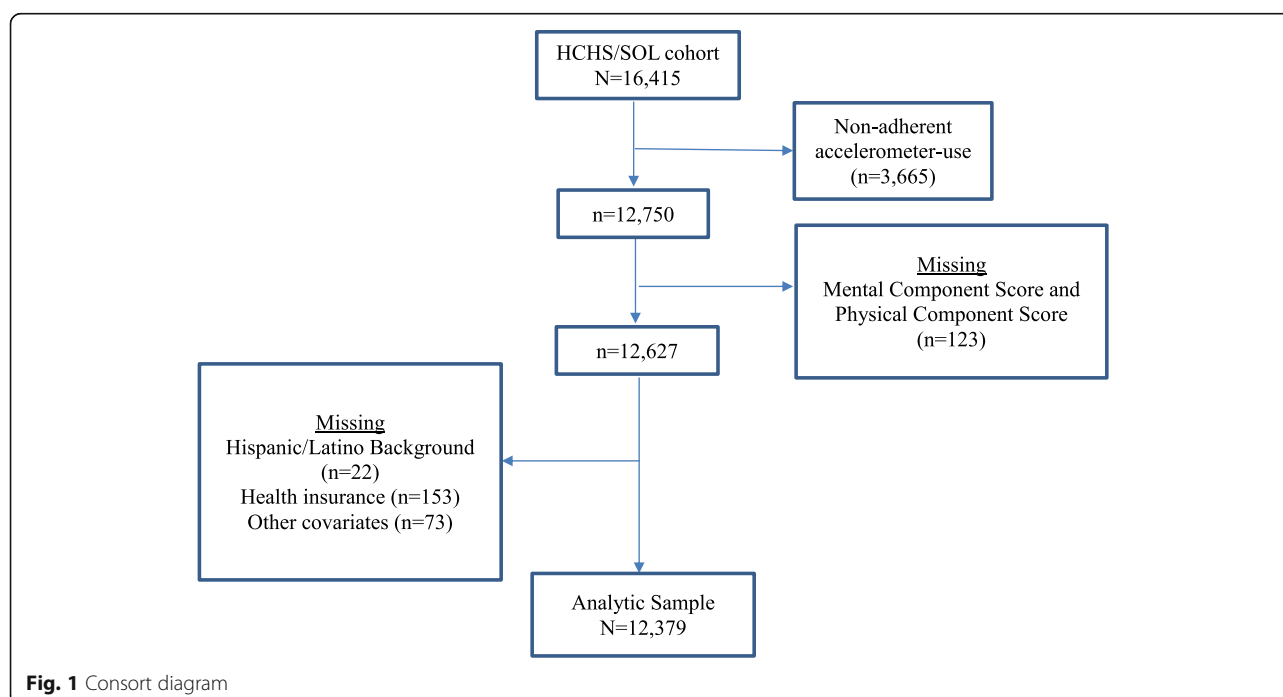 HCHS/SOL cohort
N=16,415
Non-adherent
accelerometer-use
(n=3,665)
n=12,750
Missing
Mental Component Score and
Physical Component Score
(n=123)
n=12,627
Missing
Hispanic/Latino Background
(n=22)
Health insurance (n=153)
Other covariates (n=73)
Analytic Sample
N=12,379
Fig. 1 Consort diagram